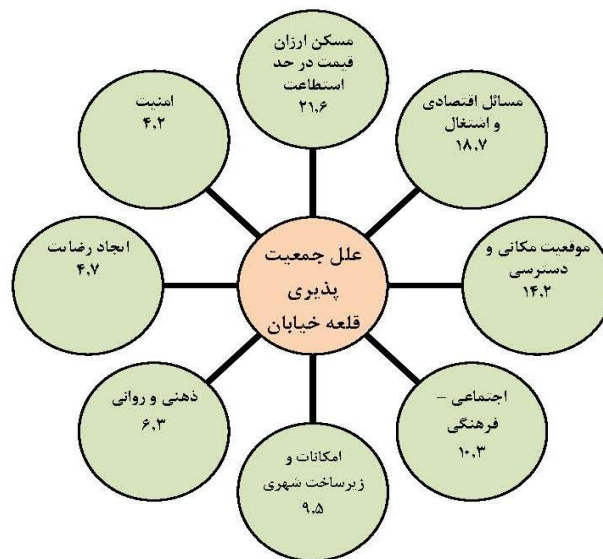 مسکن ارزان
قیمت در حد
استطاعت
۲۱.۶
مسائل اقتصادی
و اشتغال
۱۸.۷
موقعیت مکانی و
دسترسی
۱۴.۲
اجتماعی –
فرهنگی
۱۰.۳
امکانات و
زیرساخت شهری
۹.۵
ذهنی و روانی
۶.۳
ایجاد رضایت
۴.۷
امنیت
۴.۲
علل جمعیت
پذیری
قلعه خیابان